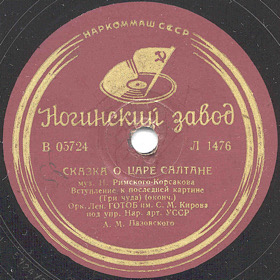 НАРКОММАШ СССР
Ногинский завод
В 05724 Л 1476
СКАЗКА О ЦАРЕ САЛТАНЕ
муз. Н. Римского-Корсакова
Вступление к последней картине
(Три чуда) (оконч.)
Орк. Лен. ГОТОБ им. С. М. Кирова
под упр. Нар. арт. УССР
А. М. Пазовского